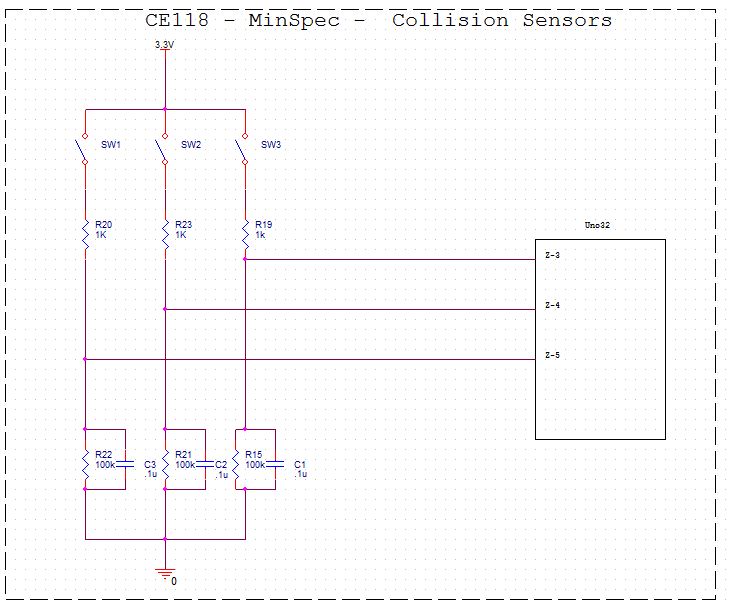 CE118 - MinSpec - Collision Sensors
3.3V
SW1
SW2
SW3
R20
1K
R23
1K
R19
1k
Uno32
Z-3
Z-4
Z-5
R22
100k
C3
.1u
R21
100k
C2
.1u
R15
100k
C1
.1u
0